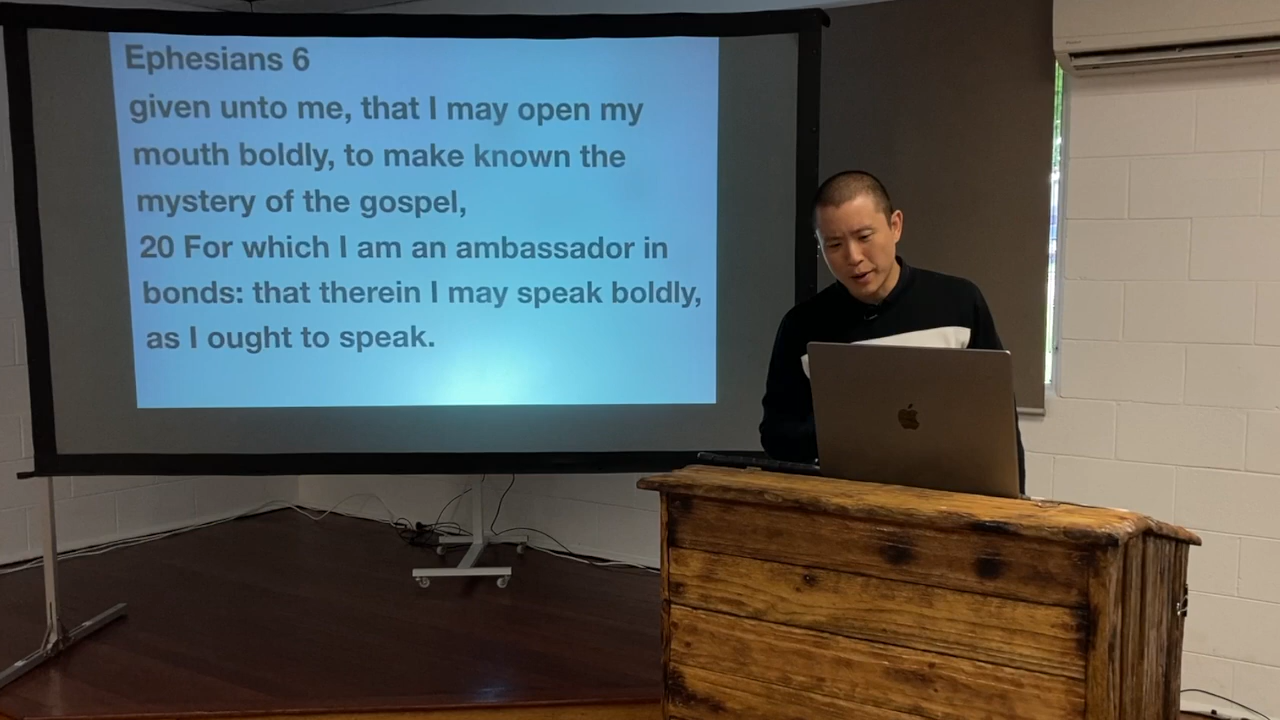 Ephesians 6
given unto me, that I may open my
mouth boldly, to make known the
mystery of the gospel,
20 For which I am an ambassador in
bonds: that therein I may speak boldly,
as I ought to speak.